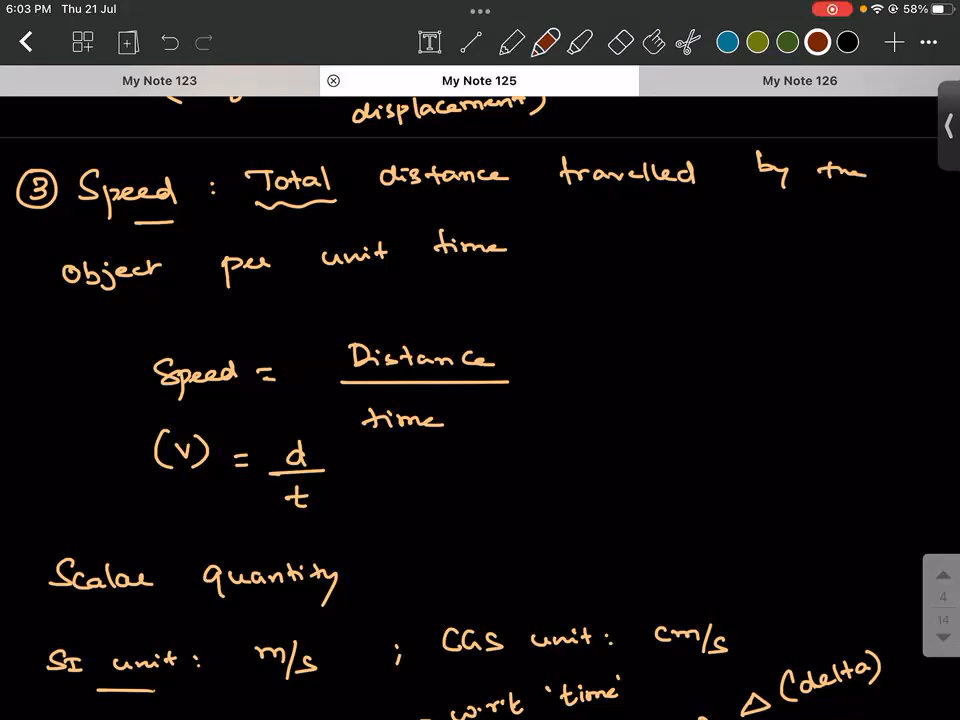 6:03 PM Thu 21 Jul
58%
My Note 123
My Note 125
My Note 126
displacement)
③ Speed : Total distance travelled by the
object per unit time
Speed = Distance
time
(v) = d
t
Scalar quantity
SI unit : m/s ; CGS unit : cm/s
w.r.t 'time'
Δ (delta)
4
14